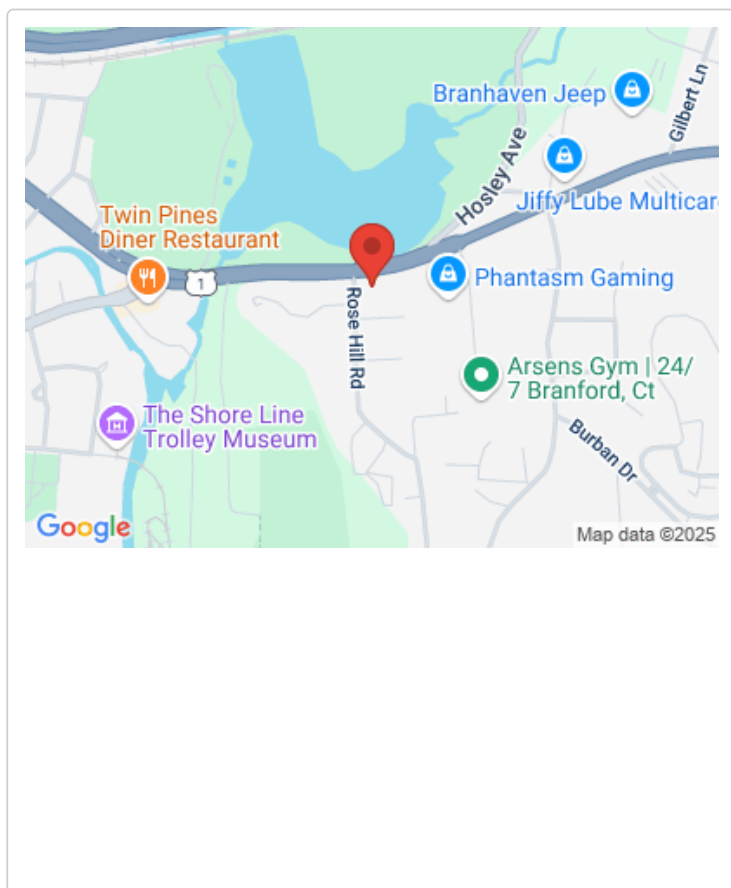 Branhaven Jeep
Gilbert Ln
Hosley Ave
Jiffy Lube Multicar
Twin Pines
Diner Restaurant
1
Phantasm Gaming
Rose Hill Rd
Arsens Gym | 24/
7 Branford, Ct
The Shore Line
Trolley Museum
Burban Dr
Google
Map data ©2025